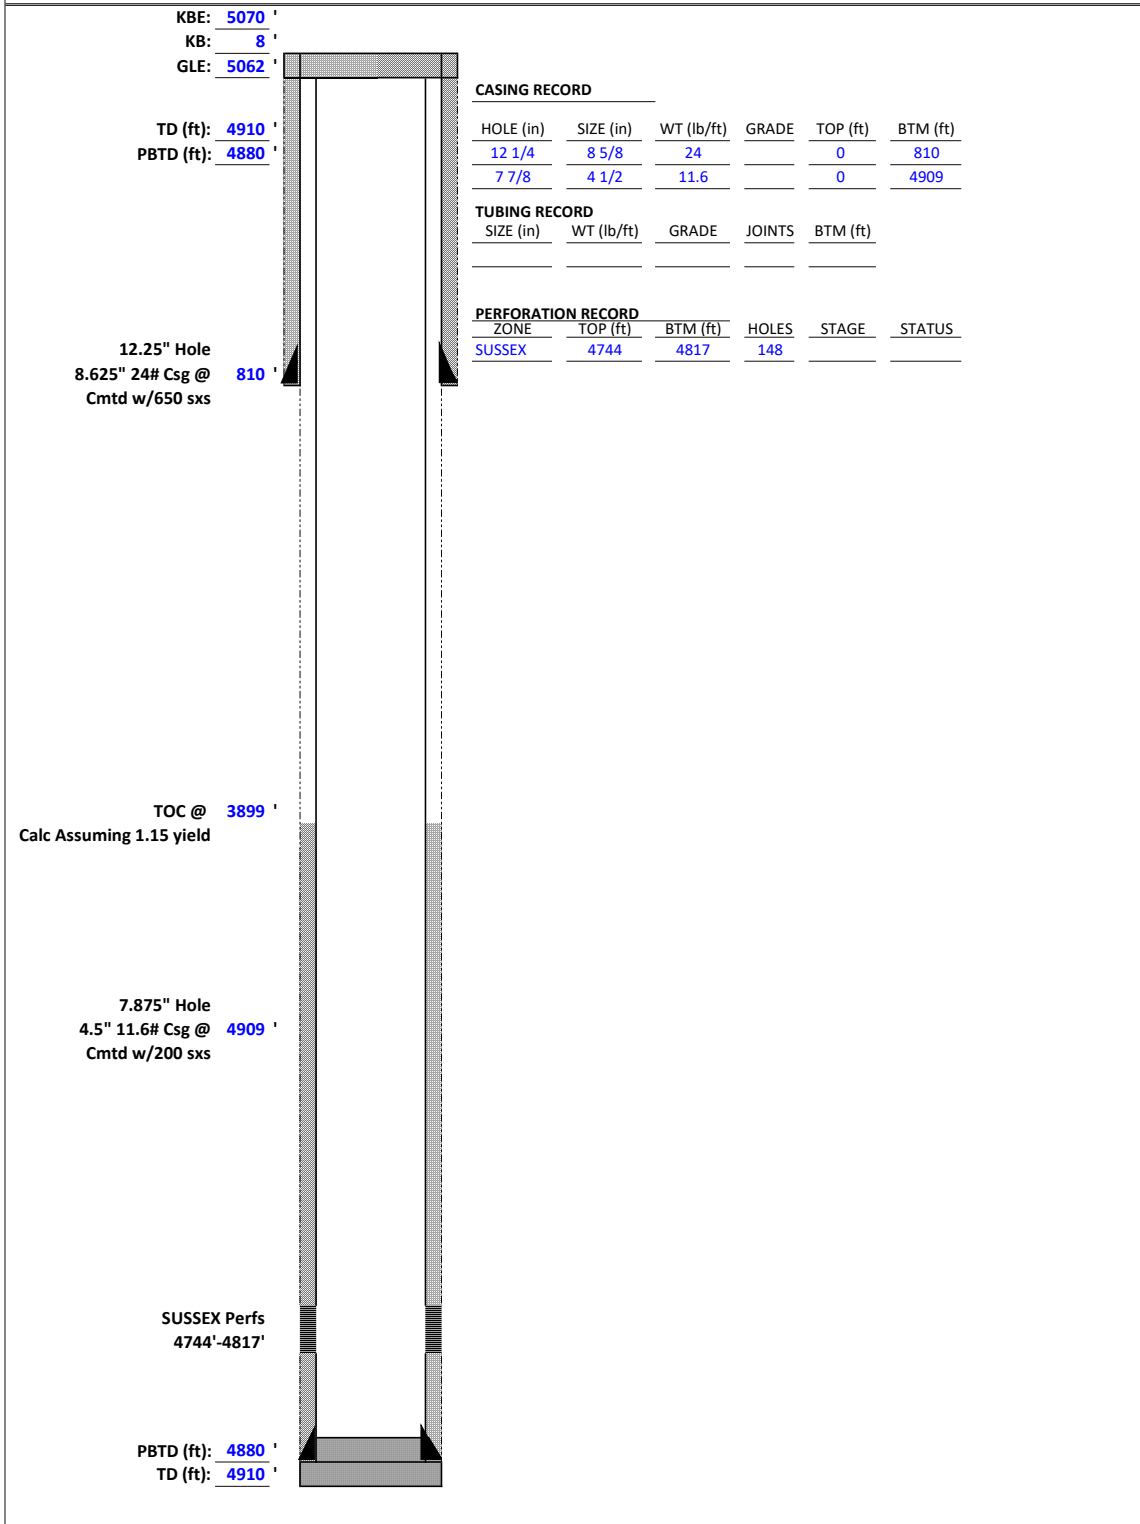 KBE: 5070 '
KB: 8 '
GLE: 5062 '
CASING RECORD
TD (ft): 4910 '
PBTD (ft): 4880 '
HOLE (in) SIZE (in) WT (lb/ft) GRADE TOP (ft) BTM (ft)
12 1/4 8 5/8 24 0 810
7 7/8 4 1/2 11.6 0 4909
TUBING RECORD
SIZE (in) WT (lb/ft) GRADE JOINTS BTM (ft)
PERFORATION RECORD
ZONE TOP (ft) BTM (ft) HOLES STAGE STATUS
SUSSEX 4744 4817 148
12.25" Hole
8.625" 24# Csg @ 810 '
Cmtd w/650 sxs
TOC @ 3899 '
Calc Assuming 1.15 yield
7.875" Hole
4.5" 11.6# Csg @ 4909 '
Cmtd w/200 sxs
SUSSEX Perfs
4744'-4817'
PBTD (ft): 4880 '
TD (ft): 4910 '